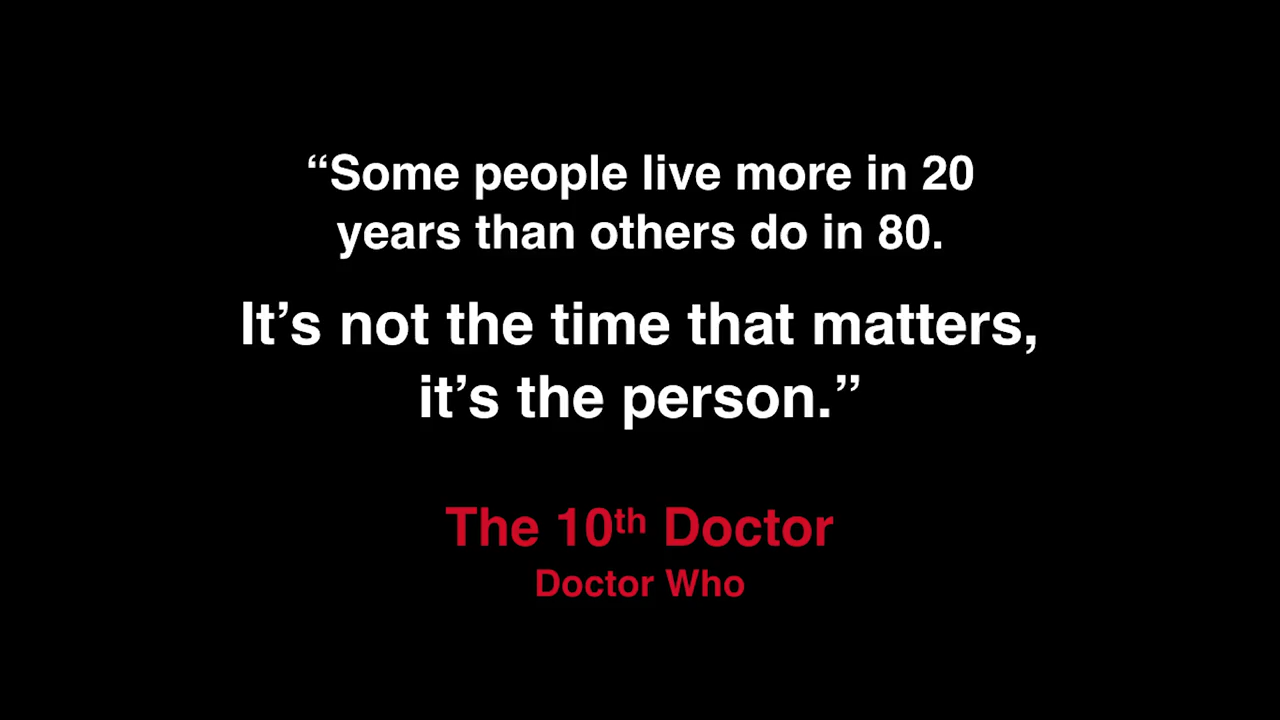 “Some people live more in 20
years than others do in 80.
It’s not the time that matters,
it’s the person.”
The 10th Doctor
Doctor Who